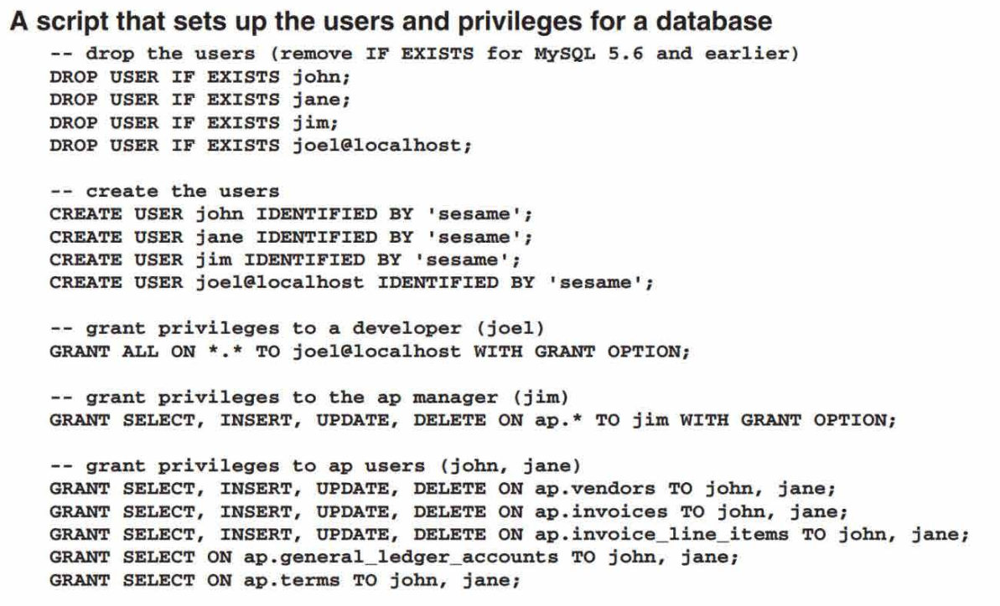 A script that sets up the users and privileges for a database
-- drop the users (remove IF EXISTS for MySQL 5.6 and earlier)
DROP USER IF EXISTS john;
DROP USER IF EXISTS jane;
DROP USER IF EXISTS jim;
DROP USER IF EXISTS joel@localhost;
-- create the users
CREATE USER john IDENTIFIED BY 'sesame';
CREATE USER jane IDENTIFIED BY 'sesame';
CREATE USER jim IDENTIFIED BY 'sesame';
CREATE USER joel@localhost IDENTIFIED BY 'sesame';
-- grant privileges to a developer (joel)
GRANT ALL ON *.* TO joel@localhost WITH GRANT OPTION;
-- grant privileges to the ap manager (jim)
GRANT SELECT, INSERT, UPDATE, DELETE ON ap.* TO jim WITH GRANT OPTION;
-- grant privileges to ap users (john, jane)
GRANT SELECT, INSERT, UPDATE, DELETE ON ap.vendors TO john, jane;
GRANT SELECT, INSERT, UPDATE, DELETE ON ap.invoices TO john, jane;
GRANT SELECT, INSERT, UPDATE, DELETE ON ap.invoice_line_items TO john, jane;
GRANT SELECT ON ap.general_ledger_accounts TO john, jane;
GRANT SELECT ON ap.terms TO john, jane;